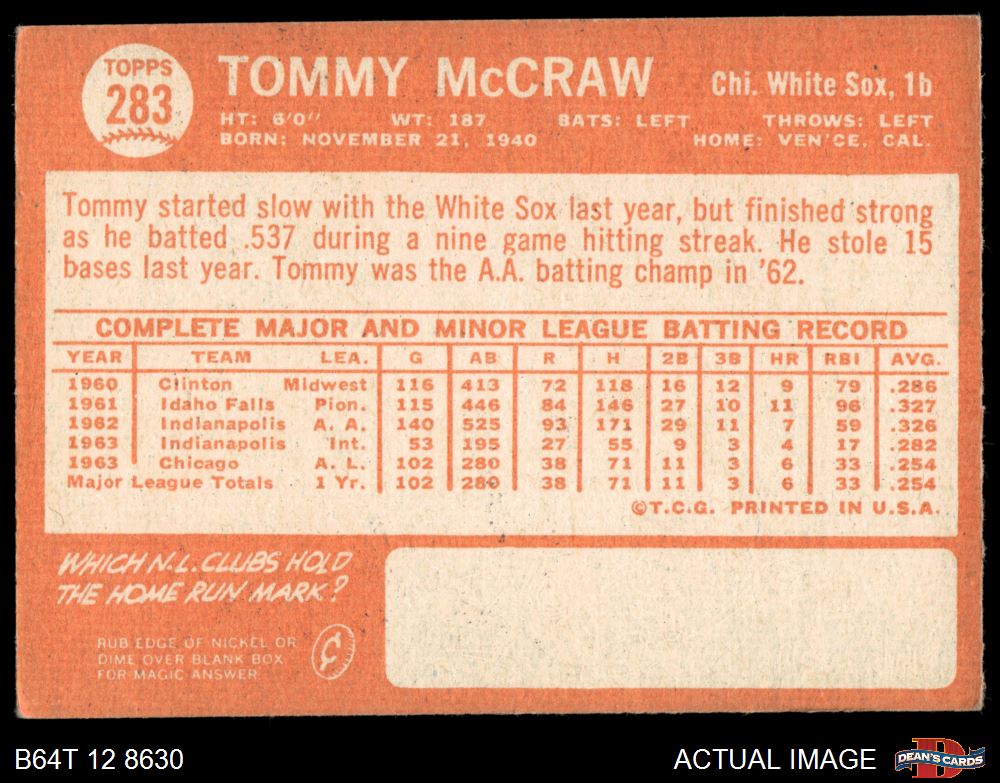 TOPPS
283
TOMMY McCRAW
Chi. White Sox, 1b
HT: 6'0" WT: 187 BATS: LEFT THROWS: LEFT
BORN: NOVEMBER 21, 1940 HOME: VEN'CE, CAL.
Tommy started slow with the White Sox last year, but finished strong
as he batted .537 during a nine game hitting streak. He stole 15
bases last year. Tommy was the A.A. batting champ in '62.
COMPLETE MAJOR AND MINOR LEAGUE BATTING RECORD
YEAR TEAM LEA. G AB R H 2B 3B HR RBI AVG.
1960 Clinton Midwest 116 413 72 118 16 12 9 79 .286
1961 Idaho Falls Pion. 115 446 84 146 27 10 11 96 .327
1962 Indianapolis A. A. 140 525 93 171 29 11 7 59 .326
1963 Indianapolis Int. 53 195 27 55 9 3 4 17 .282
1963 Chicago A. L. 102 280 38 71 11 3 6 33 .254
Major League Totals 1 Yr. 102 280 38 71 11 3 6 33 .254
©T.C.G. PRINTED IN U.S.A.
WHICH N.L. CLUBS HOLD
THE HOME RUN MARK?
RUB EDGE OF NICKEL OR
DIME OVER BLANK BOX
FOR MAGIC ANSWER
¢
B64T 12 8630
ACTUAL IMAGE
D
DEAN'S CARDS